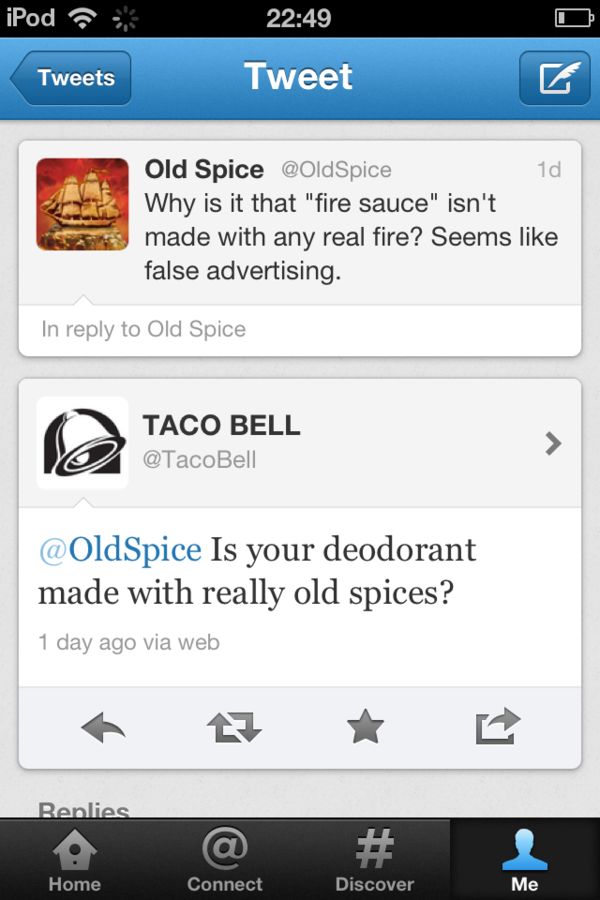 iPod 22:49
Tweets Tweet
Old Spice @OldSpice 1d
Why is it that "fire sauce" isn't
made with any real fire? Seems like
false advertising.
In reply to Old Spice
TACO BELL
@TacoBell
@OldSpice Is your deodorant
made with really old spices?
1 day ago via web
Replies
Home Connect Discover Me